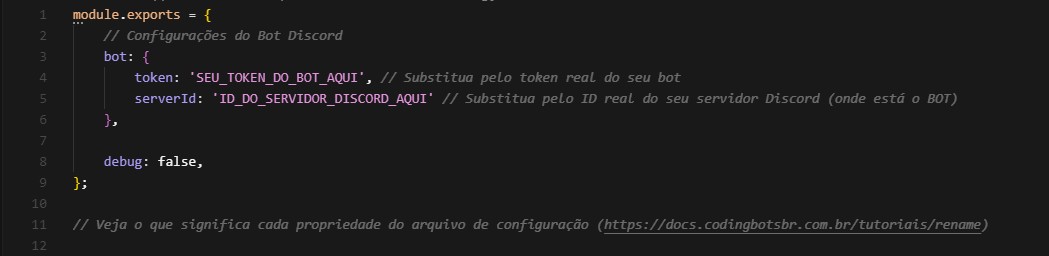 1 module.exports = {
2 // Configurações do Bot Discord
3 bot: {
4 token: 'SEU_TOKEN_DO_BOT_AQUI', // Substitua pelo token real do seu bot
5 serverId: 'ID_DO_SERVIDOR_DISCORD_AQUI' // Substitua pelo ID real do seu servidor Discord (onde está o BOT)
6 },
7
8 debug: false,
9 };
10
11 // Veja o que significa cada propriedade do arquivo de configuração (https://docs.codingbotsbr.com.br/tutoriais/rename)
12